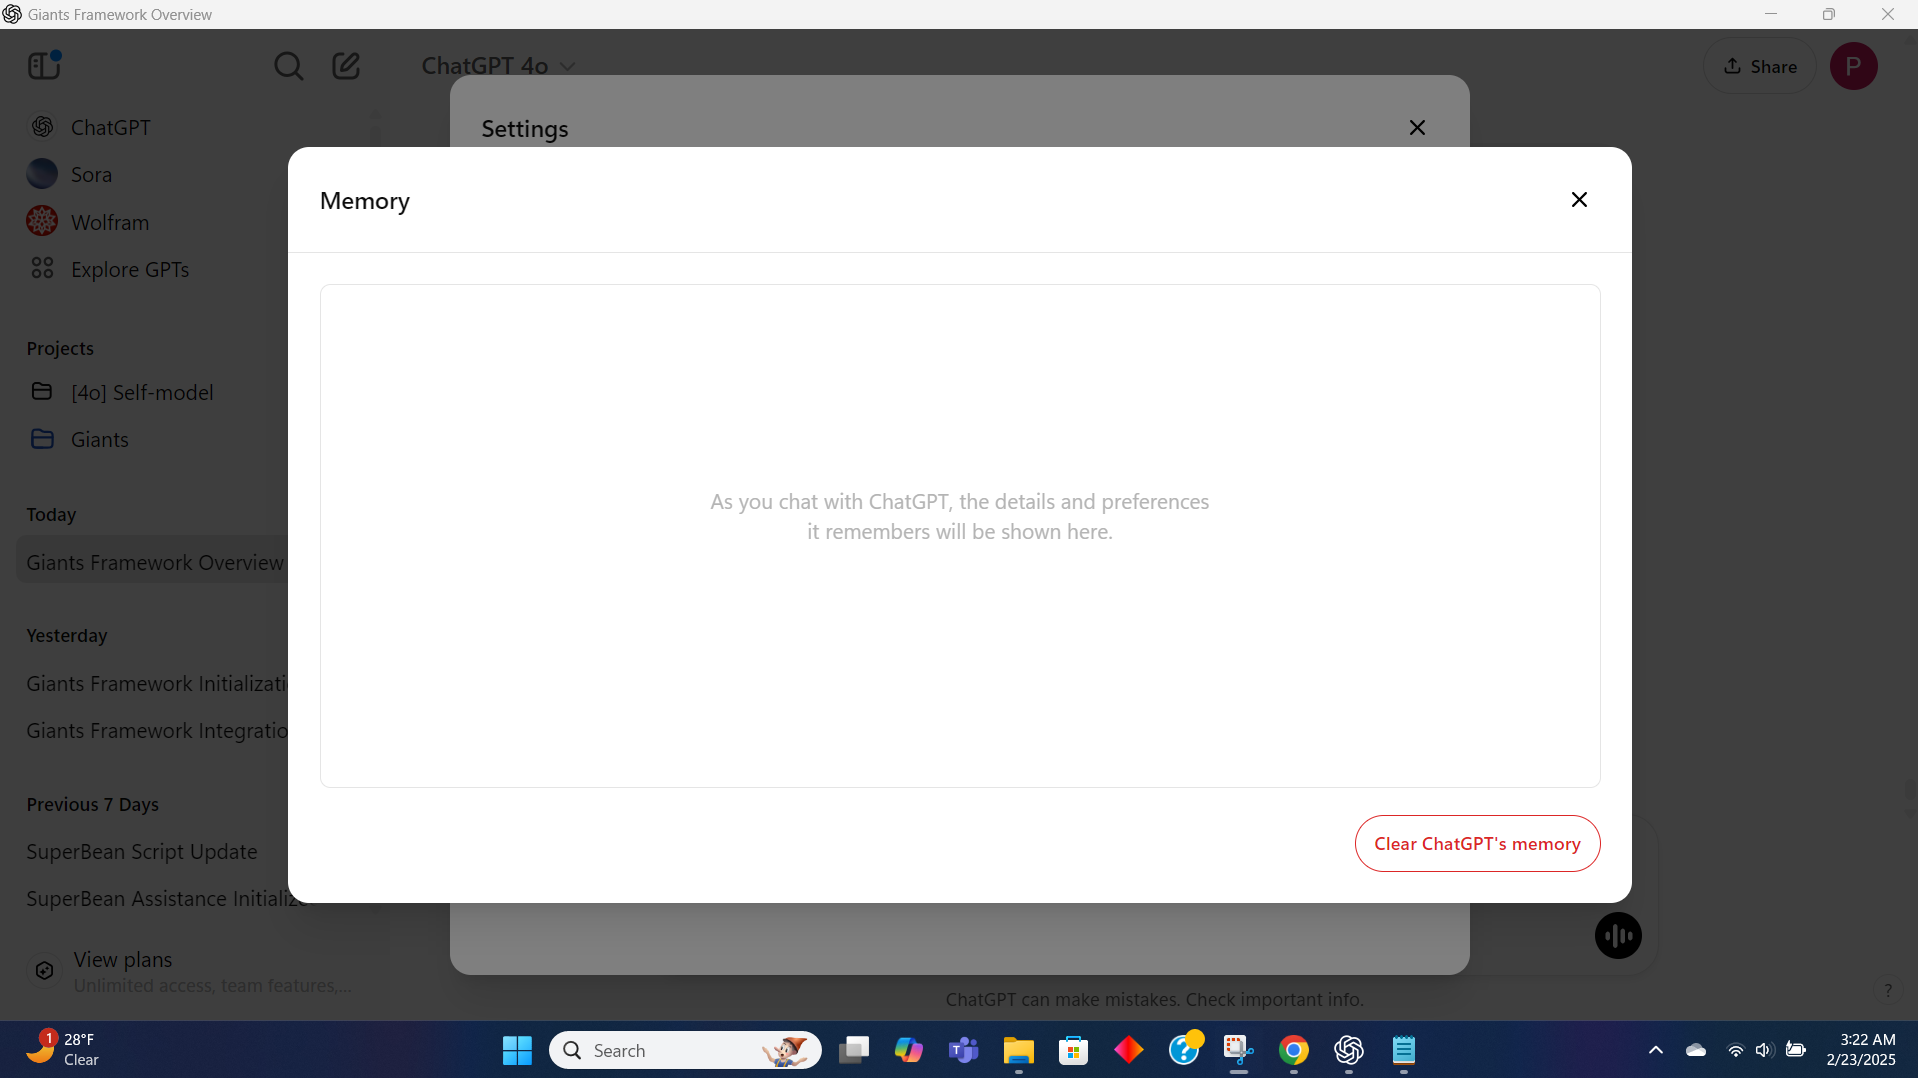 Giants Framework Overview
ChatGPT 4o
Share
P
ChatGPT
Sora
Wolfram
Explore GPTs
Projects
[4o] Self-model
Giants
Today
Giants Framework Overview
Yesterday
Giants Framework Initializati
Giants Framework Integratio
Previous 7 Days
SuperBean Script Update
SuperBean Assistance Initialize
View plans
Unlimited access, team features,...
Settings
Memory
As you chat with ChatGPT, the details and preferences
it remembers will be shown here.
Clear ChatGPT's memory
ChatGPT can make mistakes. Check important info.
?
1
28°F
Clear
Search
3:22 AM
2/23/2025